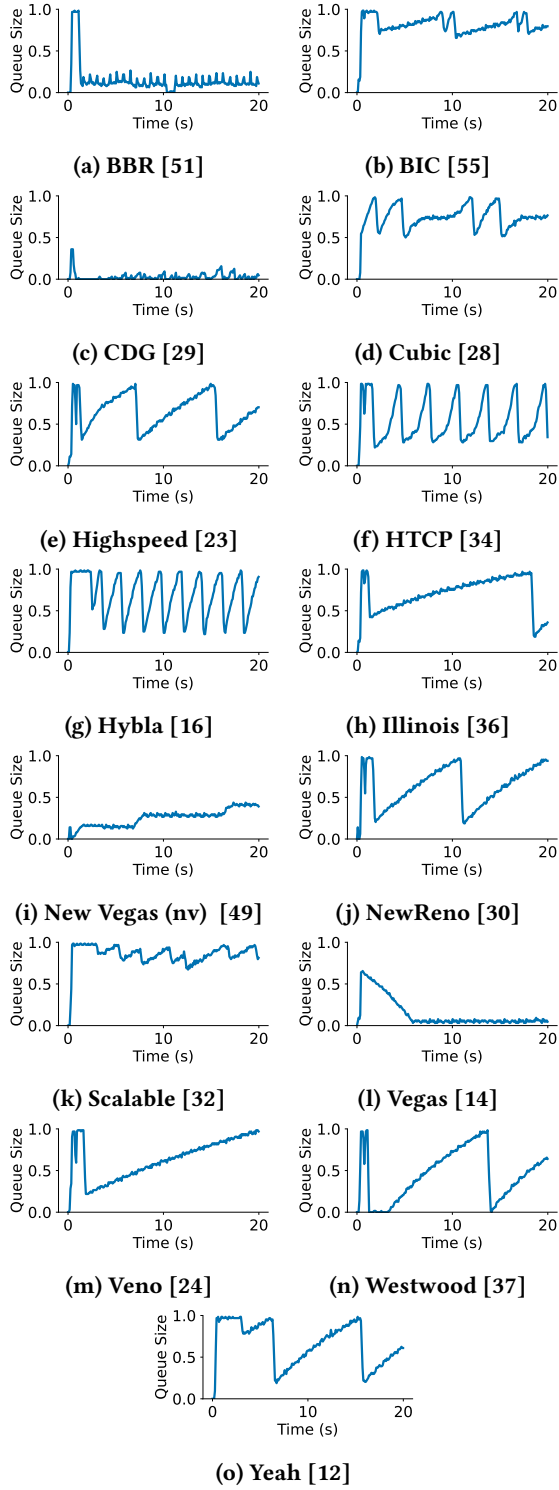 Queue Size
1.0
0.5
0.0
0
10
20
Time (s)
(a) BBR [51]
Queue Size
1.0
0.5
0.0
0
10
20
Time (s)
(b) BIC [55]
Queue Size
1.0
0.5
0.0
0
10
20
Time (s)
(c) CDG [29]
Queue Size
1.0
0.5
0.0
0
10
20
Time (s)
(d) Cubic [28]
Queue Size
1.0
0.5
0.0
0
10
20
Time (s)
(e) Highspeed [23]
Queue Size
1.0
0.5
0.0
0
10
20
Time (s)
(f) HTCP [34]
Queue Size
1.0
0.5
0.0
0
10
20
Time (s)
(g) Hybla [16]
Queue Size
1.0
0.5
0.0
0
10
20
Time (s)
(h) Illinois [36]
Queue Size
1.0
0.5
0.0
0
10
20
Time (s)
(i) New Vegas (nv) [49]
Queue Size
1.0
0.5
0.0
0
10
20
Time (s)
(j) NewReno [30]
Queue Size
1.0
0.5
0.0
0
10
20
Time (s)
(k) Scalable [32]
Queue Size
1.0
0.5
0.0
0
10
20
Time (s)
(l) Vegas [14]
Queue Size
1.0
0.5
0.0
0
10
20
Time (s)
(m) Veno [24]
Queue Size
1.0
0.5
0.0
0
10
20
Time (s)
(n) Westwood [37]
Queue Size
1.0
0.5
0.0
0
10
20
Time (s)
(o) Yeah [12]